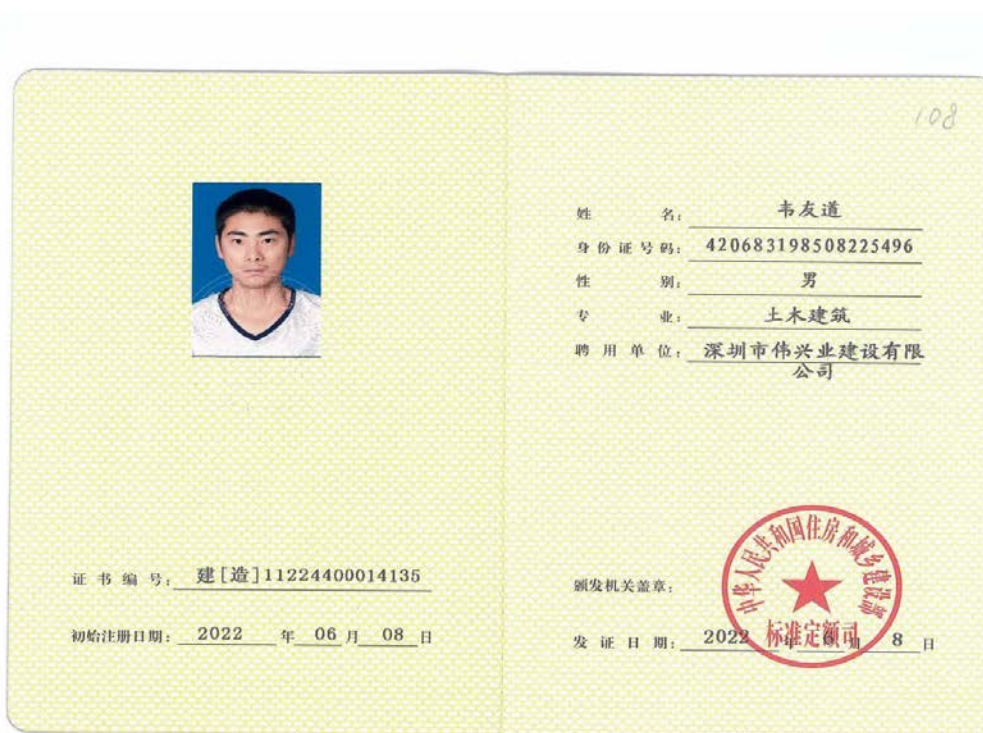 108
姓 名： 韦友道
身份证号码： 420683198508225496
性 别： 男
专 业： 土木建筑
聘用单位： 深圳市伟兴业建设有限
公司
证书编号： 建[造]11224400014135
初始注册日期： 2022 年 06 月 08 日
颁发机关盖章：
中华人民共和国住房和城乡建设部
标准定额司
发证日期： 2022 年 6 月 8 日